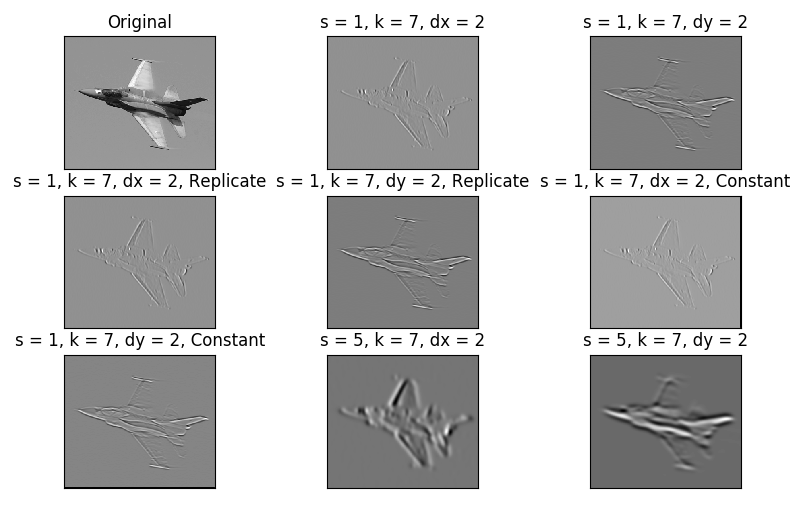 Original
s = 1, k = 7, dx = 2
s = 1, k = 7, dy = 2
s = 1, k = 7, dx = 2, Replicate
s = 1, k = 7, dy = 2, Replicate
s = 1, k = 7, dx = 2, Constant
s = 1, k = 7, dy = 2, Constant
s = 5, k = 7, dx = 2
s = 5, k = 7, dy = 2